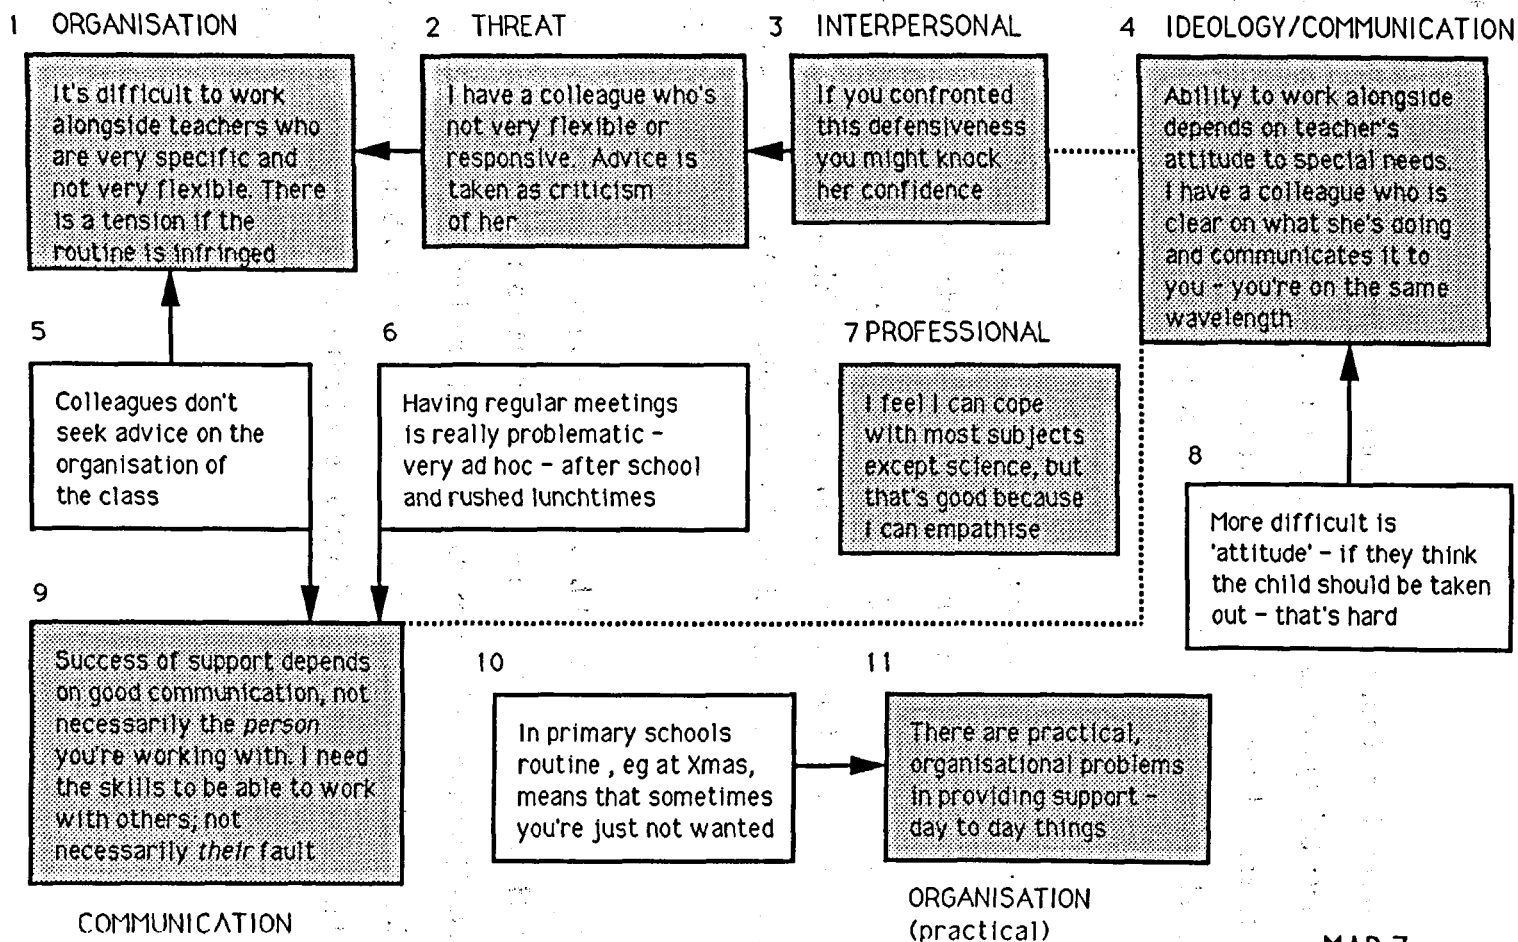 1 ORGANISATION
2 THREAT
3 INTERPERSONAL
4 IDEOLOGY/COMMUNICATION
It's difficult to work
alongside teachers who
are very specific and
not very flexible. There
is a tension if the
routine is infringed
I have a colleague who's
not very flexible or
responsive. Advice is
taken as criticism
of her
If you confronted
this defensiveness
you might knock
her confidence
Ability to work alongside
depends on teacher's
attitude to special needs.
I have a colleague who is
clear on what she's doing
and communicates it to
you - you're on the same
wavelength
5
Colleagues don't
seek advice on the
organisation of
the class
6
Having regular meetings
is really problematic -
very ad hoc - after school
and rushed lunchtimes
7 PROFESSIONAL
I feel I can cope
with most subjects
except science, but
that's good because
I can empathise
8
More difficult is
'attitude' - if they think
the child should be taken
out - that's hard
9
Success of support depends
on good communication, not
necessarily the person
you're working with. I need
the skills to be able to work
with others; not
necessarily their fault
COMMUNICATION
10
In primary schools
routine , eg at Xmas,
means that sometimes
you're just not wanted
11
There are practical,
organisational problems
in providing support -
day to day things
ORGANISATION
(practical)
MAP 7